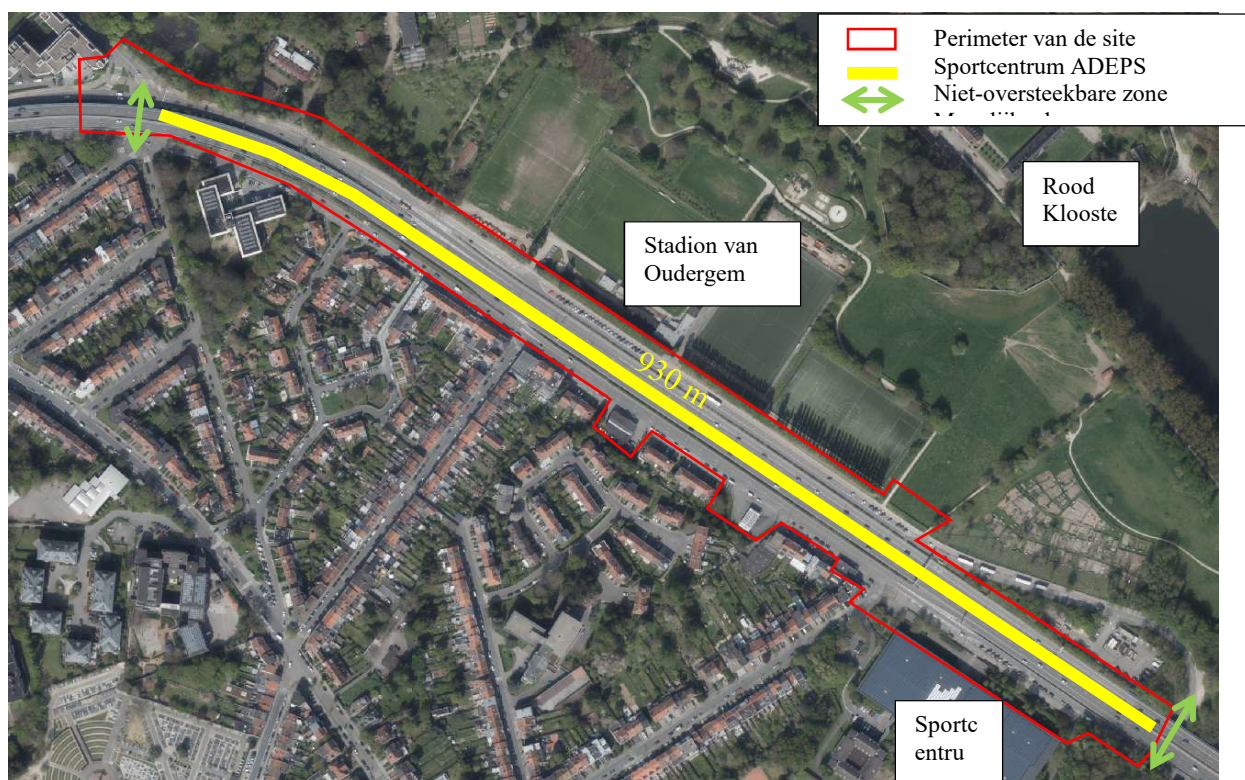 Perimeter van de site
Sportcentrum ADEPS
Niet-oversteekbare zone
Rood
Klooste
Stadion van
Oudergem
930 m
Sportc
entru